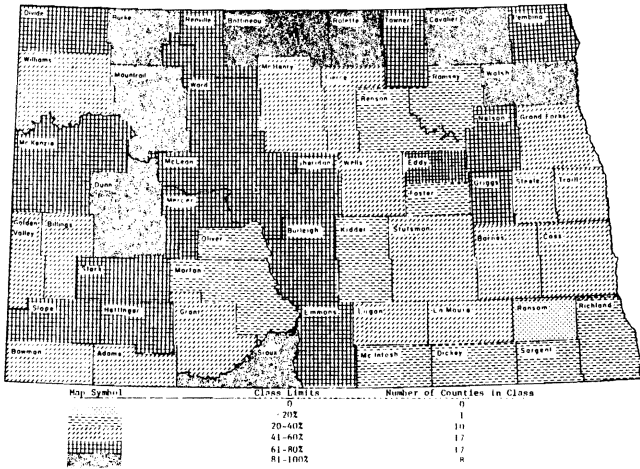 Divide
Burke
Renville
Bottineau
Rolette
Towner
Cavalier
Pembina
Williams
Mountrail
Ward
McHenry
Pierce
Benson
Ramsey
Walsh
Nelson
Grand Forks
McKenzie
Dunn
McLean
Mercer
Sheridan
Wells
Eddy
Foster
Griggs
Steele
Traill
Golden
Valley
Billings
Oliver
Burleigh
Kidder
Stutsman
Barnes
Cass
Stark
Morton
Slope
Hettinger
Grant
Emmons
Logan
La Moure
Ransom
Richland
Bowman
Adams
Sioux
McIntosh
Dickey
Sargent
Map Symbol Class Limits Number of Counties in Class
0 0
-20% 1
20-40% 10
41-60% 17
61-80% 17
81-100% 8